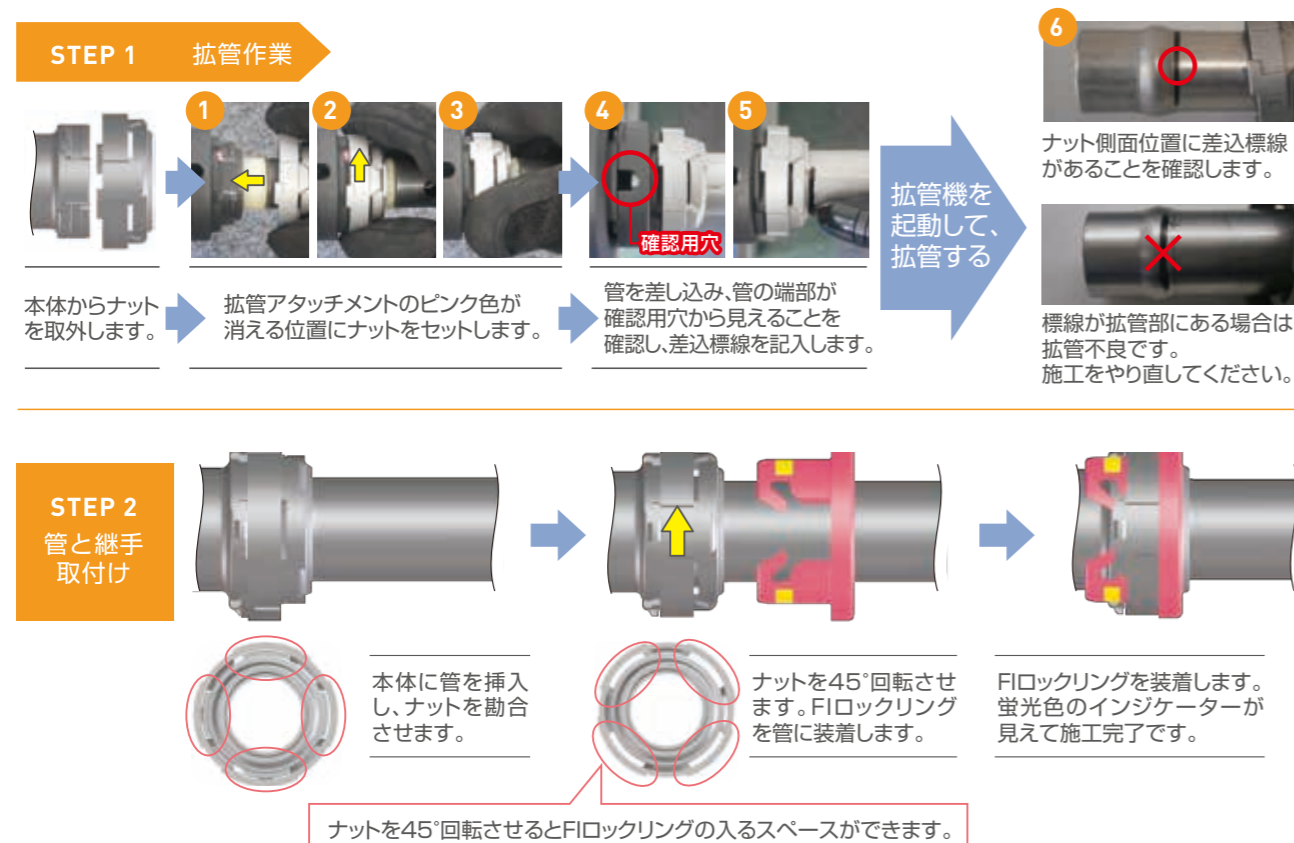 STEP 1 拡管作業
1
2
3
4
5
6
確認用穴
本体からナット
を取外します。
拡管アタッチメントのピンク色が
消える位置にナットをセットします。
管を差し込み、管の端部が
確認用穴から見えることを
確認し、差込標線を記入します。
拡管機を
起動して、
拡管する
ナット側面位置に差込標線
があることを確認します。
標線が拡管部にある場合は
拡管不良です。
施工をやり直してください。
STEP 2
管と継手
取付け
本体に管を挿入
し、ナットを勘合
させます。
ナットを45°回転させ
ます。FIロックリング
を管に装着します。
FIロックリングを装着します。
蛍光色のインジケーターが
見えて施工完了です。
ナットを45°回転させるとFIロックリングの入るスペースができます。